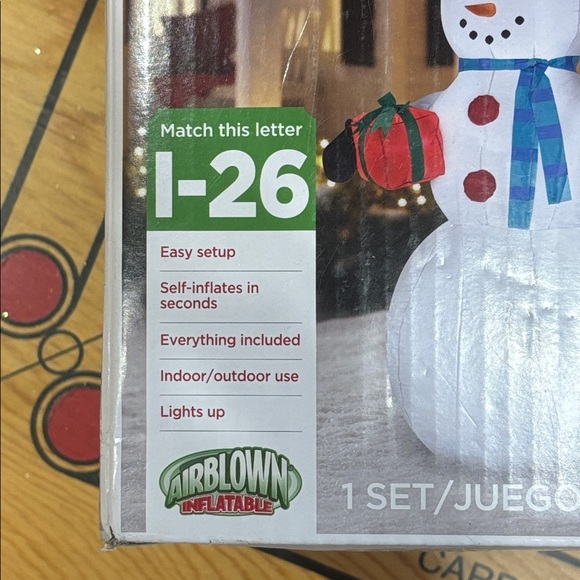 Match this letter
I-26
Easy setup
Self-inflates in
seconds
Everything included
Indoor/outdoor use
Lights up
AIRBLOWN
INFLATABLE
1 SET/JUEGO